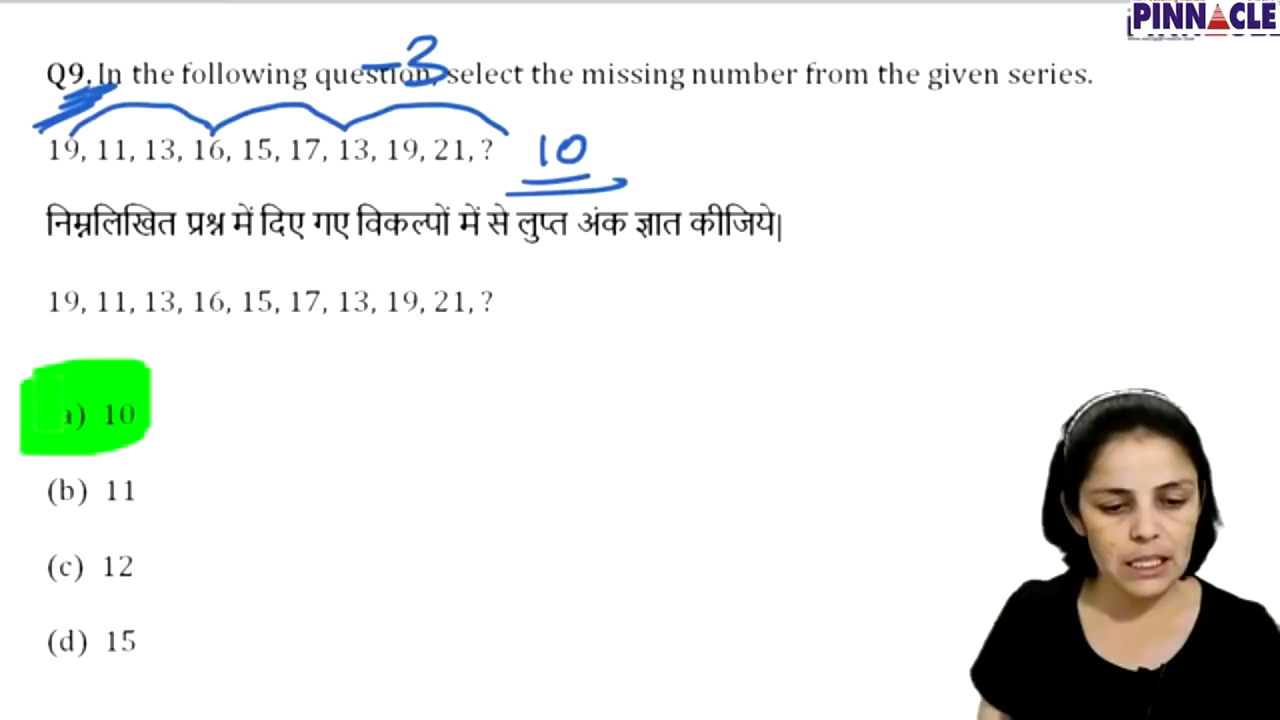 PINNACLE
-3
Q9. In the following question, select the missing number from the given series.
19, 11, 13, 16, 15, 17, 13, 19, 21, ?
10
निम्नलिखित प्रश्न में दिए गए विकल्पों में से लुप्त अंक ज्ञात कीजिये|
19, 11, 13, 16, 15, 17, 13, 19, 21, ?
a) 10
(b) 11
(c) 12
(d) 15